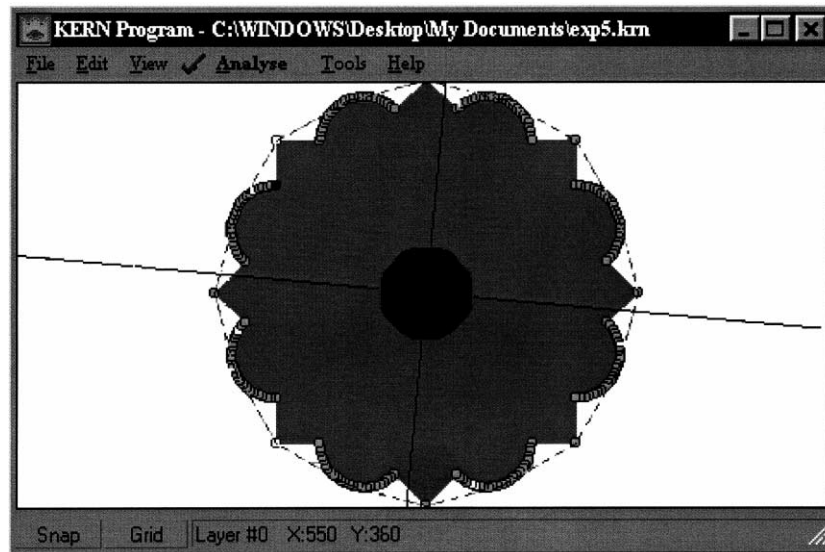 KERN Program - C:\WINDOWS\Desktop\My Documents\exp5.krn
File Edit View Analyse Tools Help
Snap Grid Layer #0 X:550 Y:360